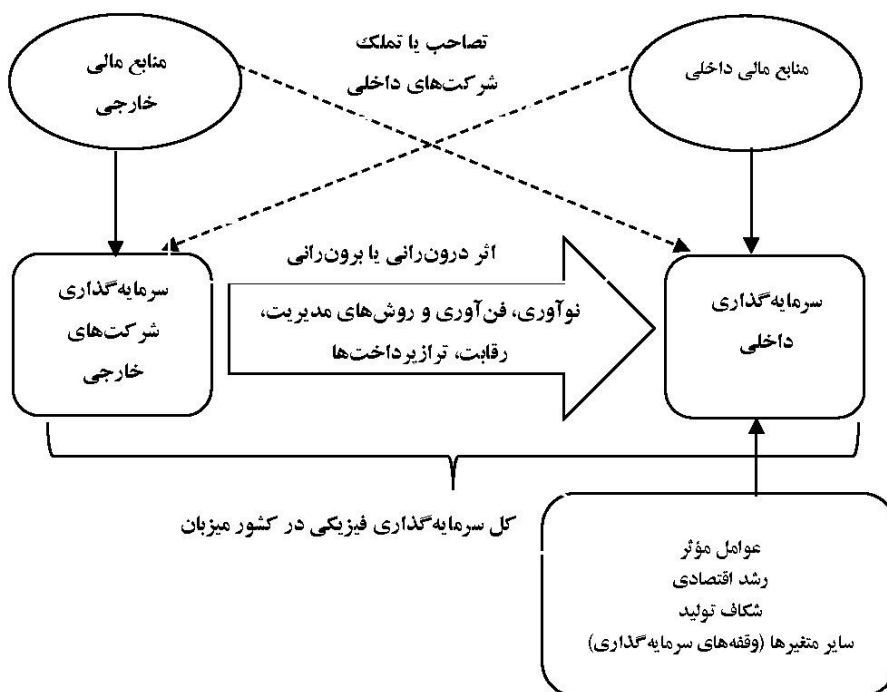 تصاحب یا تملک
شرکت‌های داخلی
منابع مالی داخلی
منابع مالی
خارجی
اثر درون‌رانی یا برون‌رانی
نوآوری، فن‌آوری و روش‌های مدیریت،
رقابت، ترازپرداخت‌ها
سرمایه‌گذاری
داخلی
سرمایه‌گذاری
شرکت‌های
خارجی
کل سرمایه‌گذاری فیزیکی در کشور میزبان
عوامل مؤثر
رشد اقتصادی
شکاف تولید
سایر متغیرها (وقفه‌های سرمایه‌گذاری)